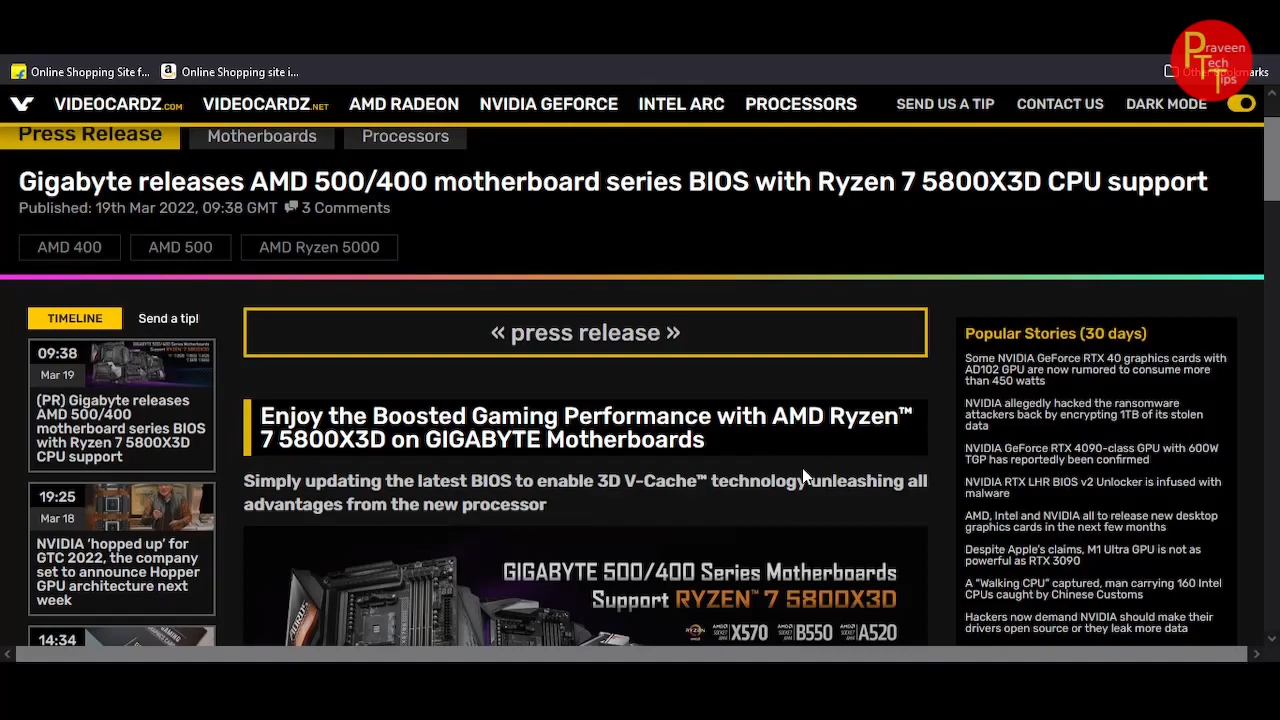 Praveen
Tech
Tips
Online Shopping Site f...
Online Shopping site i...
Other bookmarks
VIDEOCARDZ.COM
VIDEOCARDZ.NET
AMD RADEON
NVIDIA GEFORCE
INTEL ARC
PROCESSORS
SEND US A TIP
CONTACT US
DARK MODE
Press Release
Motherboards
Processors
Gigabyte releases AMD 500/400 motherboard series BIOS with Ryzen 7 5800X3D CPU support
Published: 19th Mar 2022, 09:38 GMT 3 Comments
AMD 400
AMD 500
AMD Ryzen 5000
TIMELINE
Send a tip!
09:38
Mar 19
(PR) Gigabyte releases
AMD 500/400
motherboard series BIOS
with Ryzen 7 5800X3D
CPU support
19:25
Mar 18
NVIDIA ‘hopped up’ for
GTC 2022, the company
set to announce Hopper
GPU architecture next
week
14:34
« press release »
Enjoy the Boosted Gaming Performance with AMD Ryzen™
7 5800X3D on GIGABYTE Motherboards
Simply updating the latest BIOS to enable 3D V-Cache™ technology unleashing all
advantages from the new processor
GIGABYTE 500/400 Series Motherboards
Support RYZEN™ 7 5800X3D
RYZEN
AMD SOCKET AM4 X570
AMD SOCKET AM4 B550
AMD SOCKET AM4 A520
AORUS
Popular Stories (30 days)
Some NVIDIA GeForce RTX 40 graphics cards with
AD102 GPU are now rumored to consume more
than 450 watts
NVIDIA allegedly hacked the ransomware
attackers back by encrypting 1TB of its stolen
data
NVIDIA GeForce RTX 4090-class GPU with 600W
TGP has reportedly been confirmed
NVIDIA RTX LHR BIOS v2 Unlocker is infused with
malware
AMD, Intel and NVIDIA all to release new desktop
graphics cards in the next few months
Despite Apple's claims, M1 Ultra GPU is not as
powerful as RTX 3090
A "Walking CPU" captured, man carrying 160 Intel
CPUs caught by Chinese Customs
Hackers now demand NVIDIA should make their
drivers open source or they leak more data